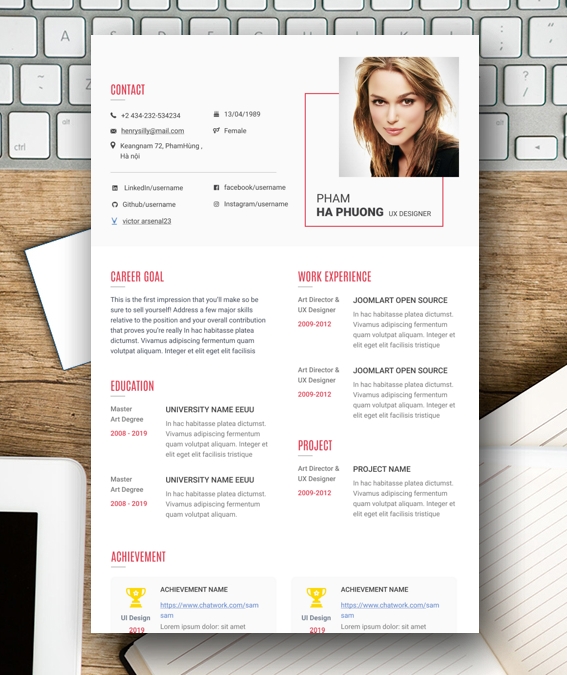 CONTACT
+2 434-232-534234
13/04/1989
henrysilly@mail.com
Female
Keangnam 72, PhamHùng ,
Hà nội
LinkedIn/username
facebook/username
Github/username
Instagram/username
victor arsenal23
PHAM
HA PHUONG UX DESIGNER
CAREER GOAL
This is the first impression that you'll make so be
sure to sell yourself! Address a few major skills
relative to the position and your overall contribution
that proves you're really In hac habitasse platea
dictumst. Vivamus adipiscing fermentum quam
volutpat aliquam. Integer et elit eget elit facilisis
EDUCATION
Master
Art Degree
2008 - 2019
UNIVERSITY NAME EEUU
In hac habitasse platea dictumst.
Vivamus adipiscing fermentum
quam volutpat aliquam. Integer et
elit eget elit facilisis tristique
Master
Art Degree
2008 - 2019
UNIVERSITY NAME EEUU
In hac habitasse platea dictumst.
Vivamus adipiscing fermentum
quam volutpat aliquam.
WORK EXPERIENCE
Art Director &
UX Designer
2009-2012
JOOMLART OPEN SOURCE
In hac habitasse platea dictumst.
Vivamus adipiscing fermentum
quam volutpat aliquam. Integer et
elit eget elit facilisis tristique
Art Director &
UX Designer
2009-2012
JOOMLART OPEN SOURCE
In hac habitasse platea dictumst.
Vivamus adipiscing fermentum
quam volutpat aliquam. Integer et
elit eget elit facilisis tristique
PROJECT
Art Director &
UX Designer
2009-2012
PROJECT NAME
In hac habitasse platea dictumst.
Vivamus adipiscing fermentum
quam volutpat aliquam. Integer et
elit eget elit facilisis tristique
ACHIEVEMENT
UI Design
2019
ACHIEVEMENT NAME
https://www.chatwork.com/sam
sam
Lorem ipsum dolor: sit amet
UI Design
2019
ACHIEVEMENT NAME
https://www.chatwork.com/sam
sam
Lorem ipsum dolor: sit amet
A
S
Z
ctrl
alt
alt
?
/